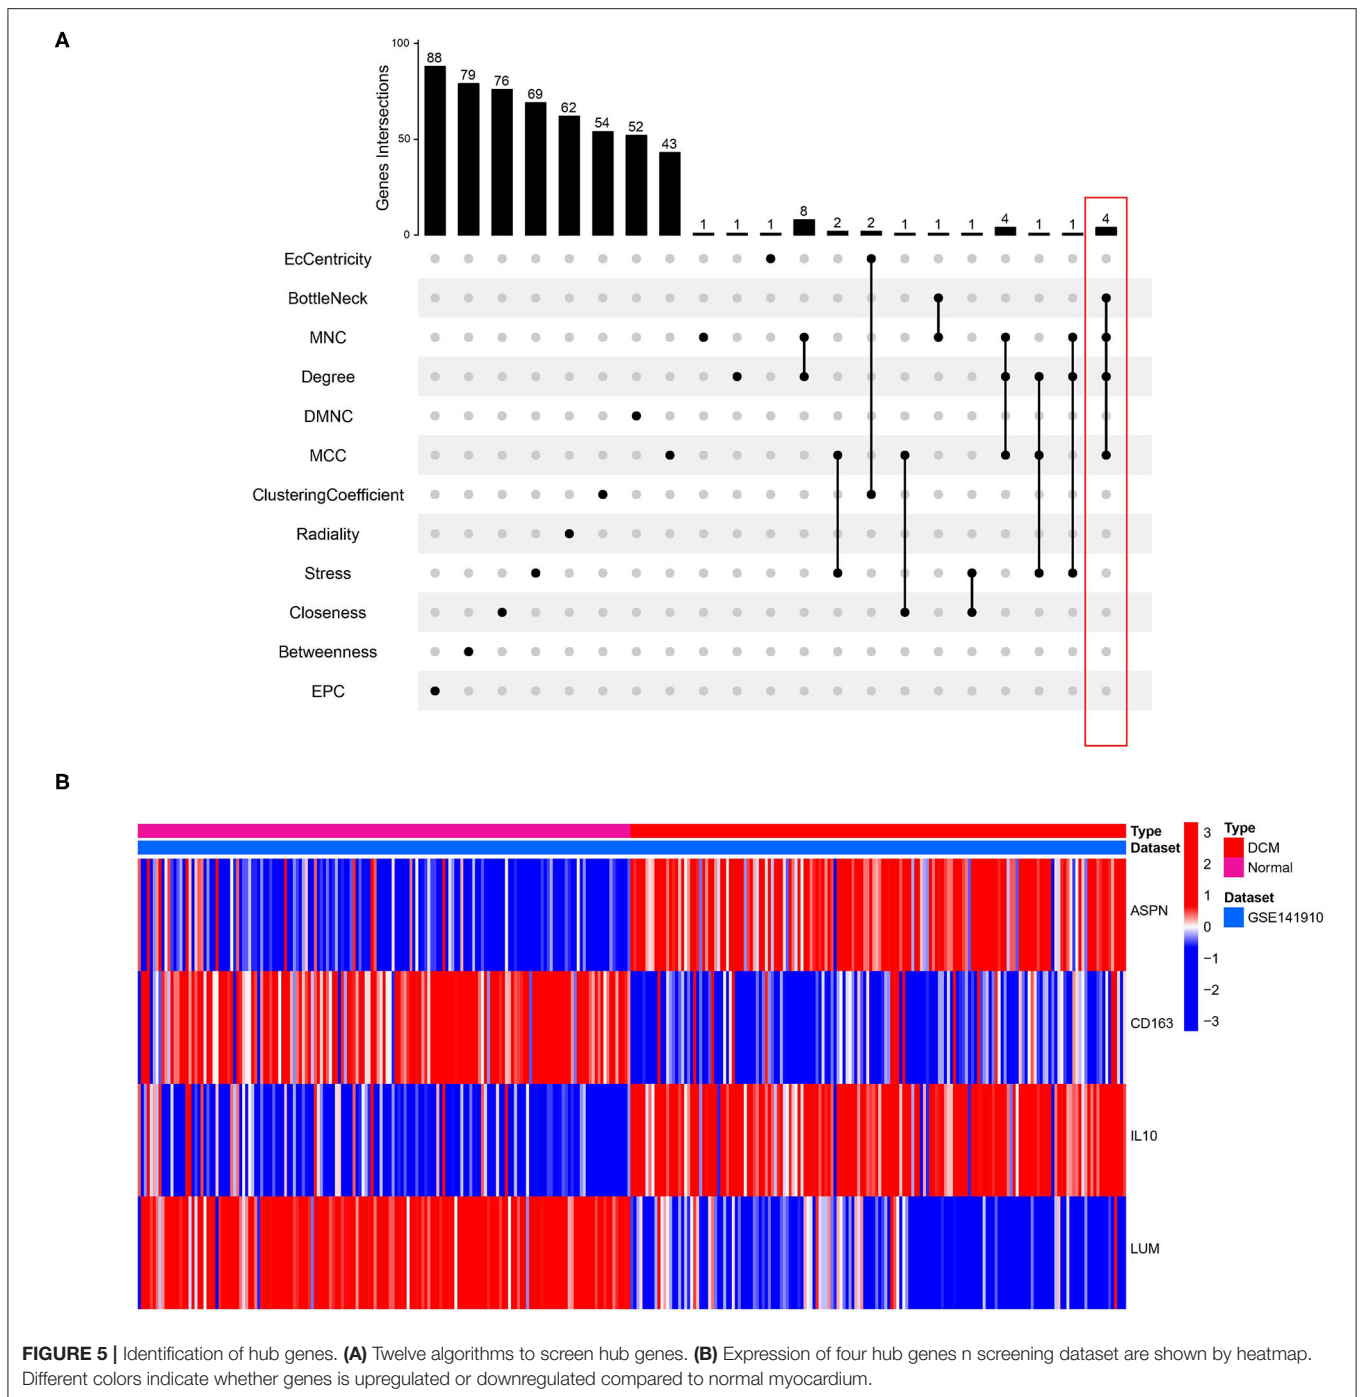 A
100
50
0
Genes Intersections
88
79
76
69
62
54
52
43
1
1
1
8
2
2
1
1
1
4
1
1
4
EcCentricity
BottleNeck
MNC
Degree
DMNC
MCC
ClusteringCoefficient
Radiality
Stress
Closeness
Betweenness
EPC
B
Type
Dataset
ASPN
CD163
IL10
LUM
3
2
1
0
−1
−2
−3
Type
DCM
Normal
Dataset
GSE141910
FIGURE 5 | Identification of hub genes. (A) Twelve algorithms to screen hub genes. (B) Expression of four hub genes n screening dataset are shown by heatmap.
Different colors indicate whether genes is upregulated or downregulated compared to normal myocardium.